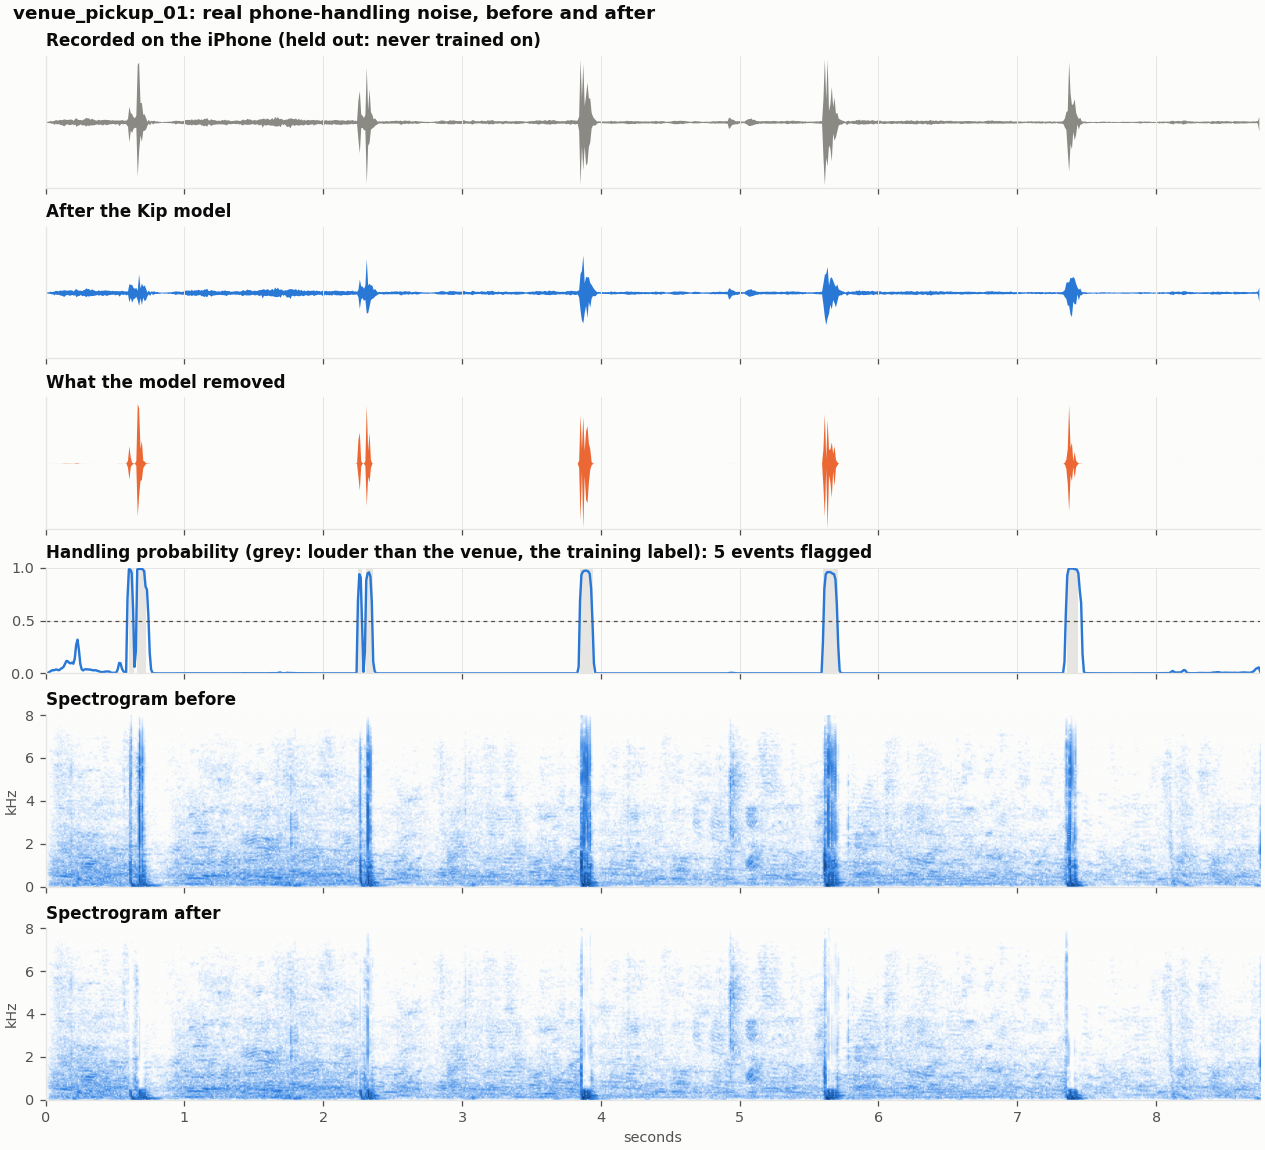 venue_pickup_01: real phone-handling noise, before and after
Recorded on the iPhone (held out: never trained on)
After the Kip model
What the model removed
Handling probability (grey: louder than the venue, the training label): 5 events flagged
1.0
0.5
0.0
Spectrogram before
8
6
kHz
4
2
0
Spectrogram after
8
6
kHz
4
2
0
0 1 2 3 4 5 6 7 8
seconds